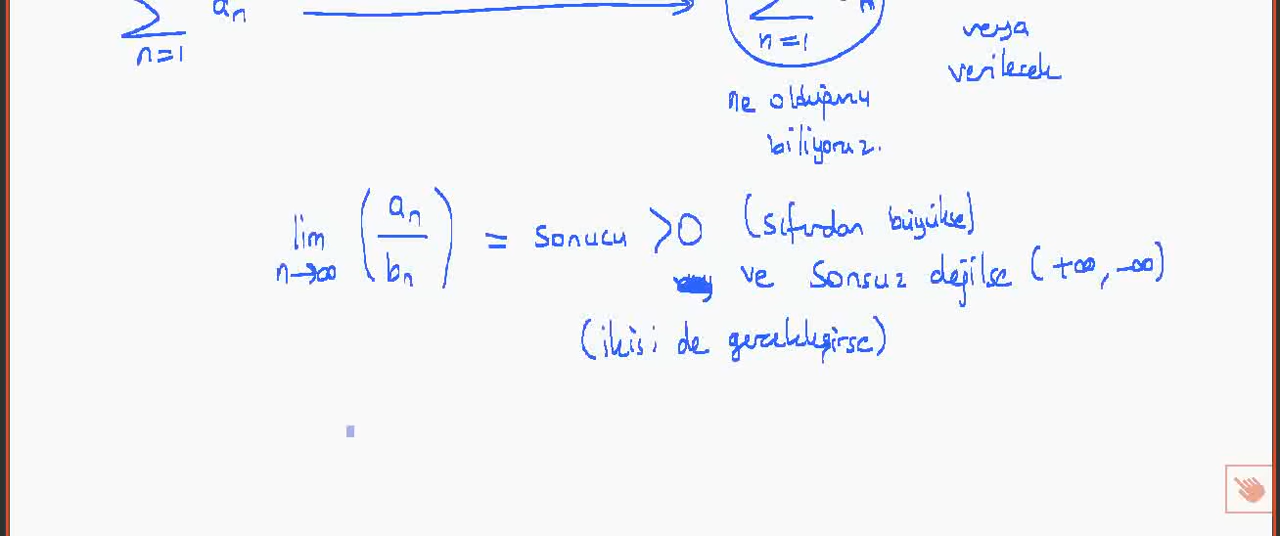 ∑ aₙ ⟶ ∑ ₙ
n=1 n=1
veya
verilecek
ne olduğunu
biliyoruz.
lim n→∞ (aₙ/bₙ) = sonucu >0 (sıfırdan büyükse)
ve sonsuz değilse (+∞, -∞)
(ikisi de gerçekleşirse)